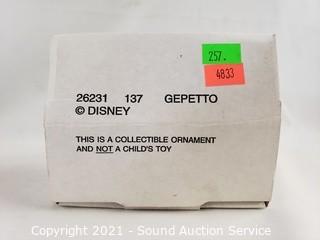 257.
4833
26231 137 GEPETTO
© DISNEY
THIS IS A COLLECTIBLE ORNAMENT
AND NOT A CHILD'S TOY
Copyright 2021 - Sound Auction Service